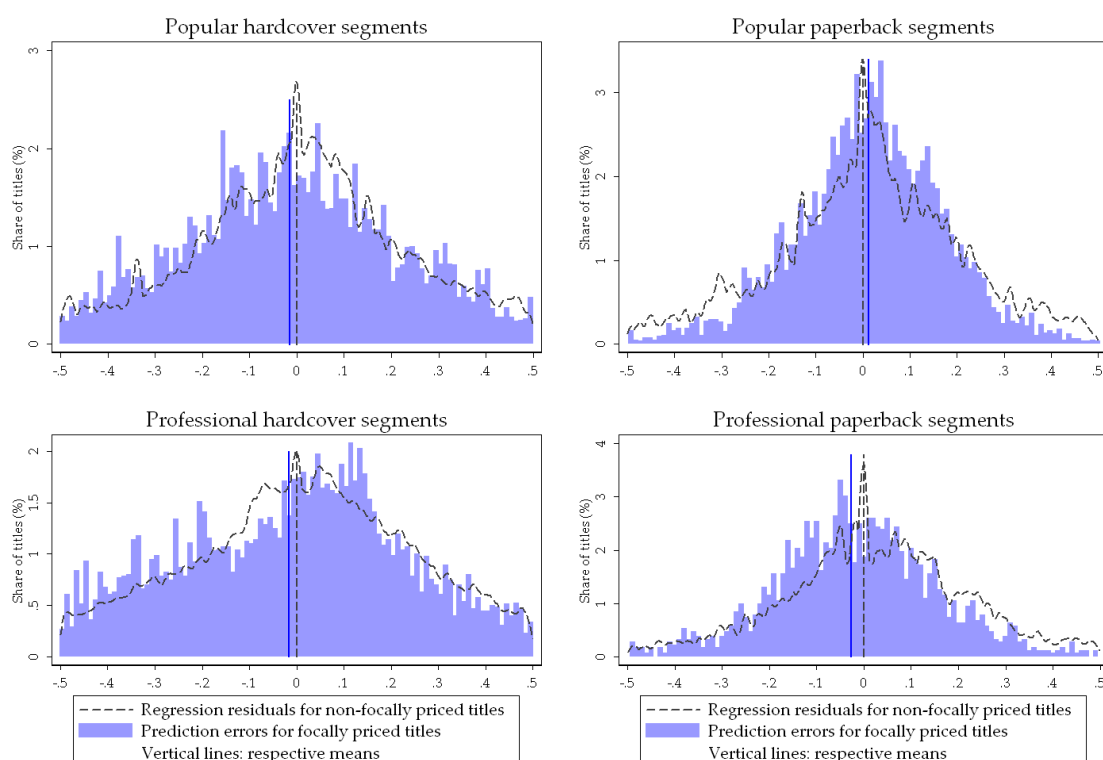 Popular hardcover segments
Share of titles (%)
3
2
1
0
-.5 -.4 -.3 -.2 -.1 0 .1 .2 .3 .4 .5
Popular paperback segments
Share of titles (%)
3
2
1
0
-.5 -.4 -.3 -.2 -.1 0 .1 .2 .3 .4 .5
Professional hardcover segments
Share of titles (%)
2
1.5
1
.5
0
-.5 -.4 -.3 -.2 -.1 0 .1 .2 .3 .4 .5
Professional paperback segments
Share of titles (%)
4
3
2
1
0
-.5 -.4 -.3 -.2 -.1 0 .1 .2 .3 .4 .5
Regression residuals for non-focally priced titles
Prediction errors for focally priced titles
Vertical lines: respective means
Regression residuals for non-focally priced titles
Prediction errors for focally priced titles
Vertical lines: respective means